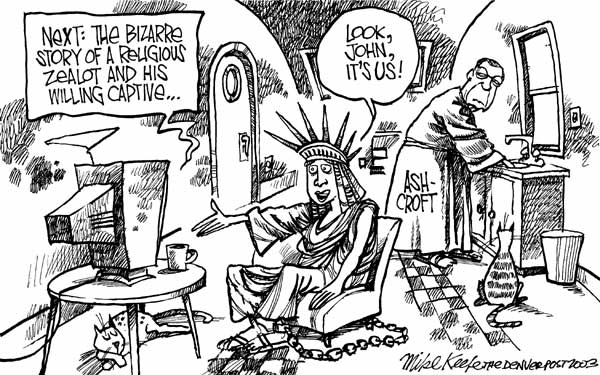 NEXT: THE BIZARRE
STORY OF A RELIGIOUS
ZEALOT AND HIS
WILLING CAPTIVE...
LOOK,
JOHN,
IT'S US!
ASH-
CROFT
Mike Keefe THE DENVER POST 2003